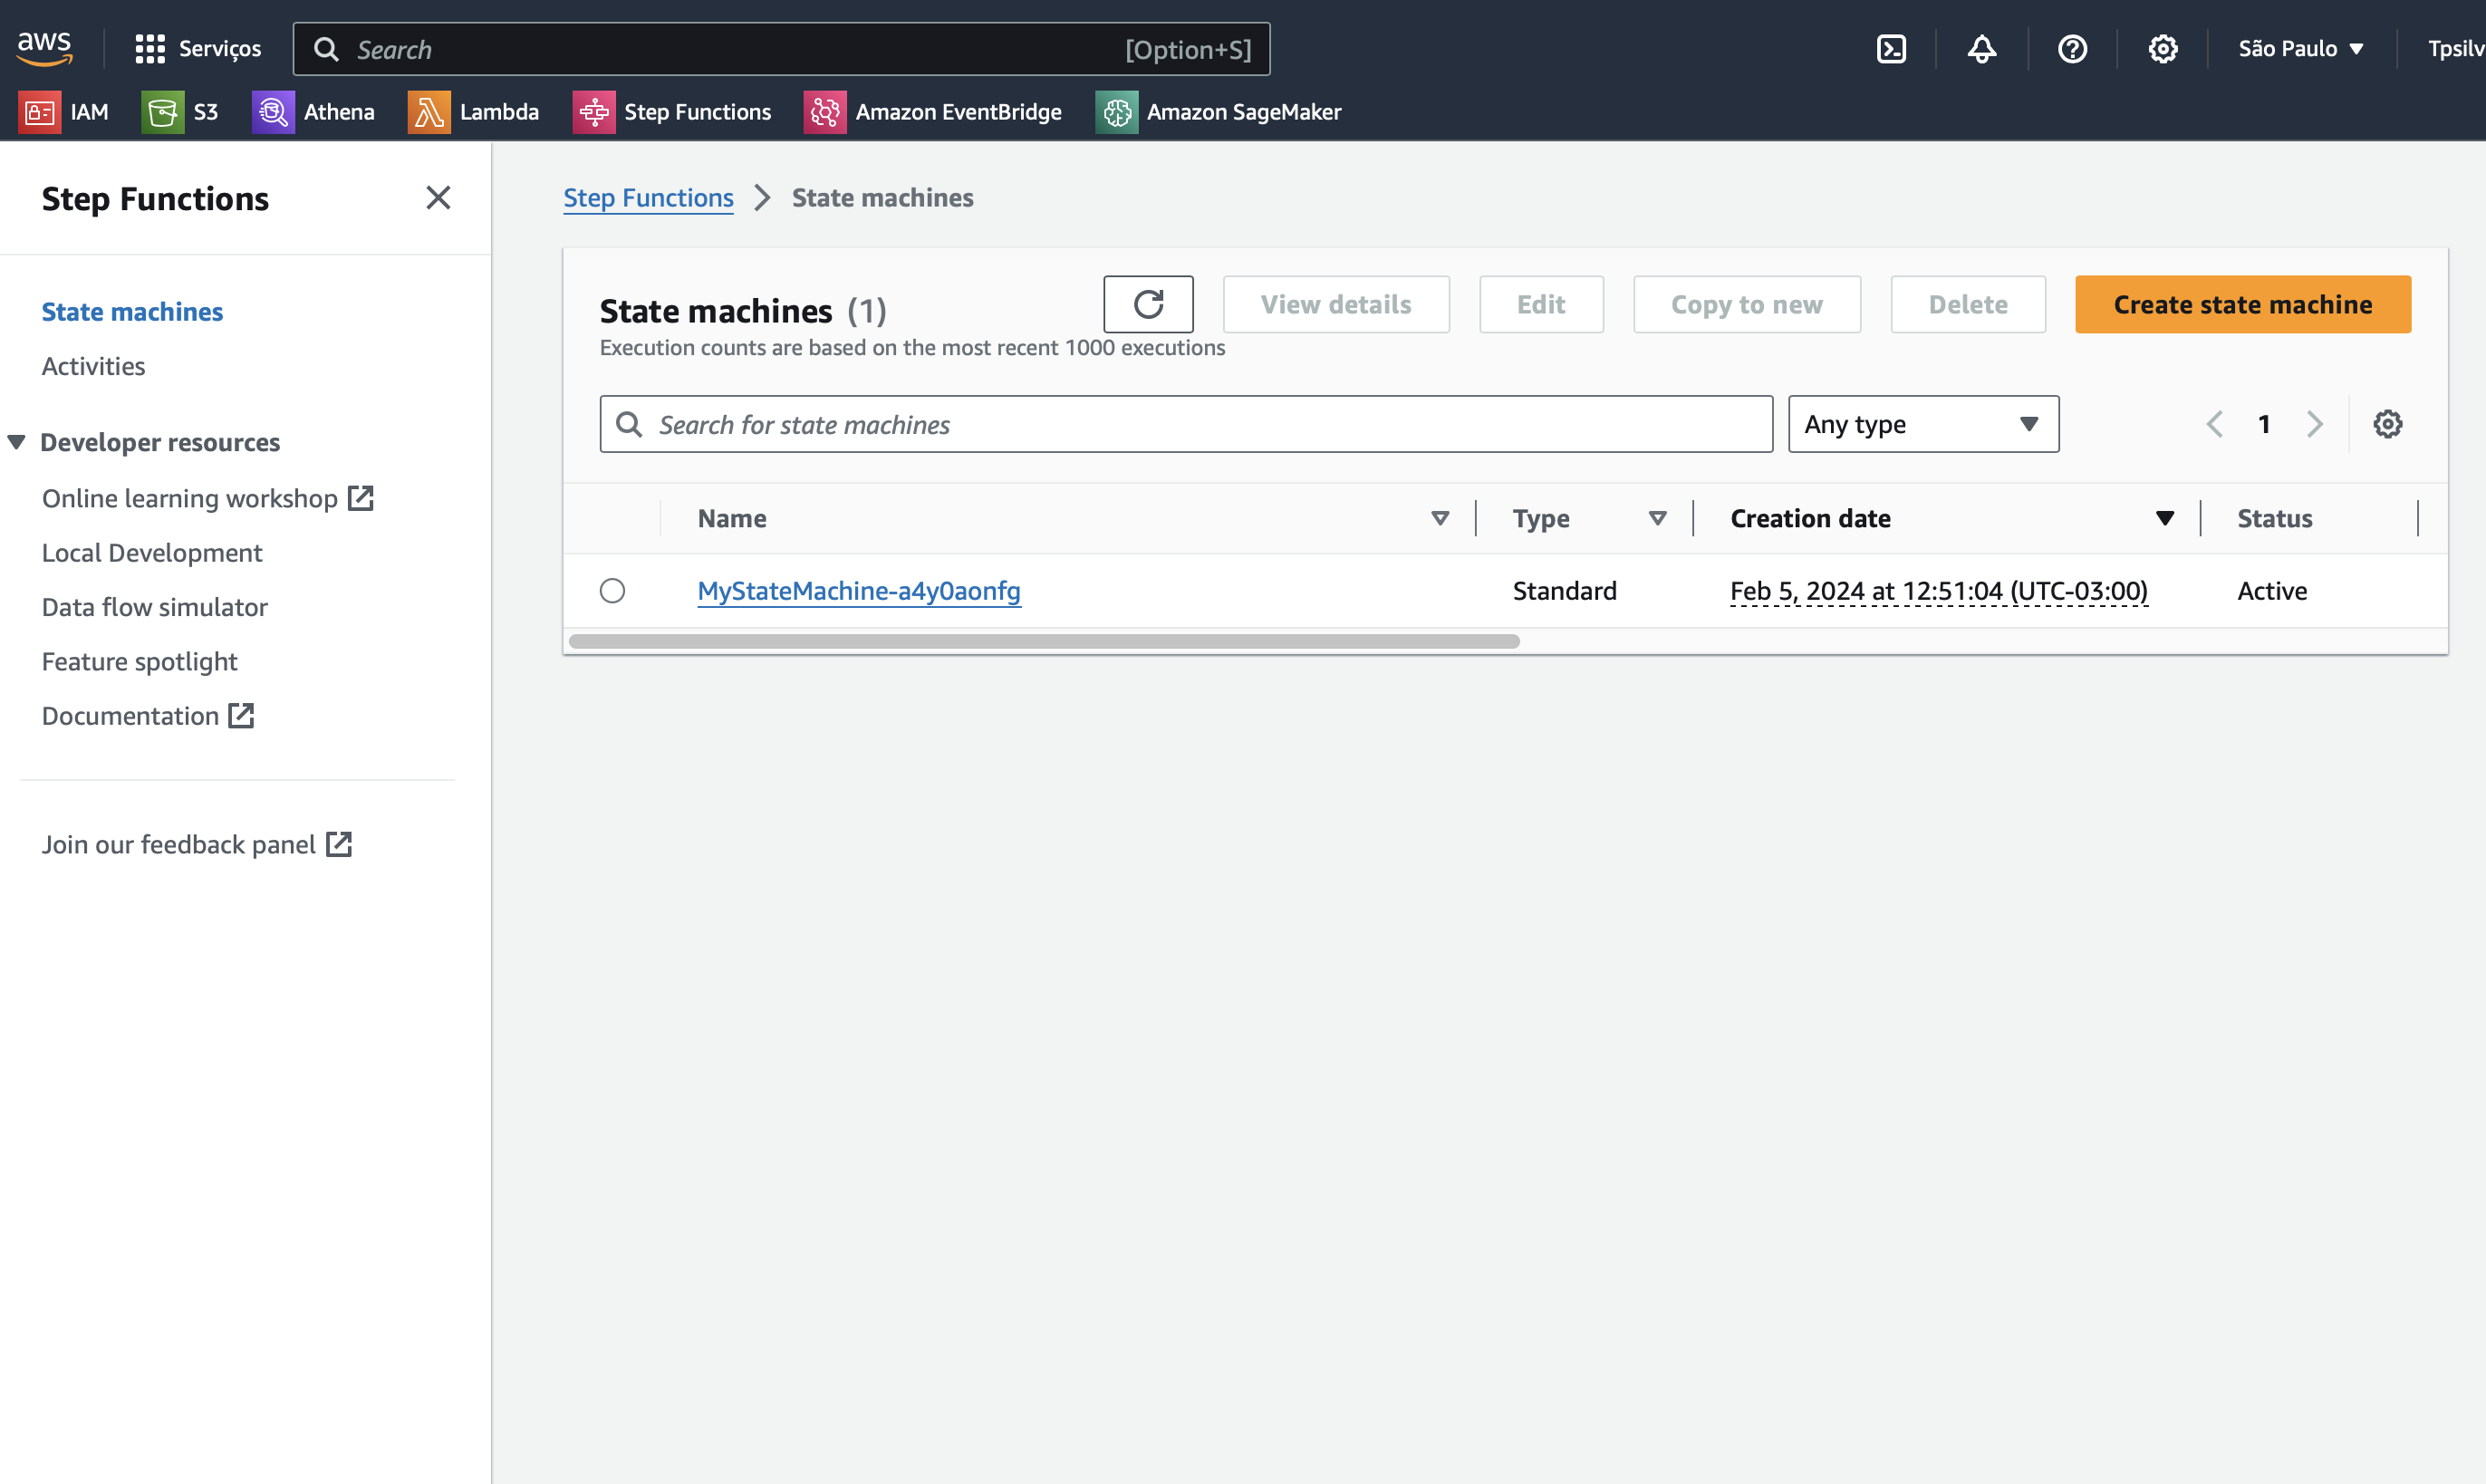 aws
Serviços
Search
[Option+S]
São Paulo
Tpsilv
IAM
S3
Athena
Lambda
Step Functions
Amazon EventBridge
Amazon SageMaker
Step Functions
State machines
Activities
Developer resources
Online learning workshop
Local Development
Data flow simulator
Feature spotlight
Documentation
Join our feedback panel
Step Functions > State machines
State machines (1)
Execution counts are based on the most recent 1000 executions
View details
Edit
Copy to new
Delete
Create state machine
Search for state machines
Any type
1
Name Type Creation date Status
MyStateMachine-a4y0aonfg Standard Feb 5, 2024 at 12:51:04 (UTC-03:00) Active